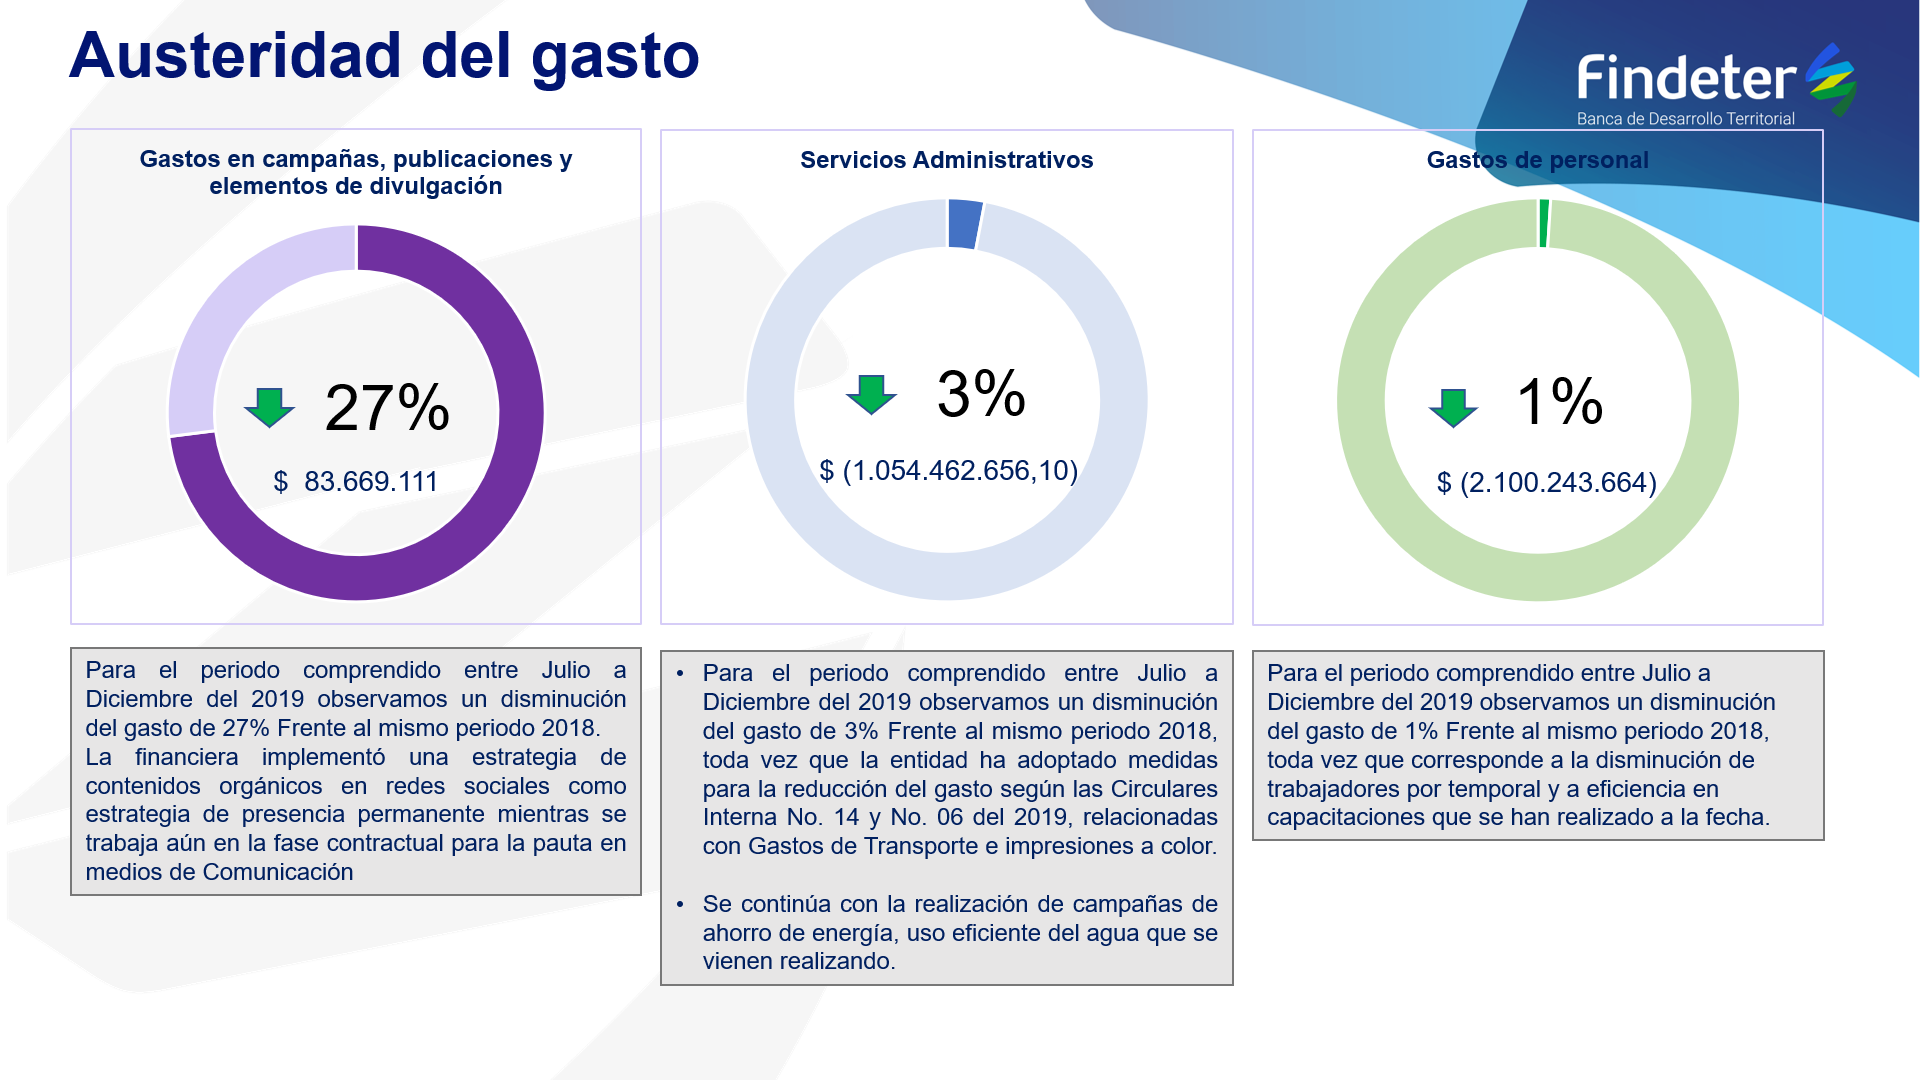 Austeridad del gasto
Findeter
Banca de Desarrollo Territorial
Gastos en campañas, publicaciones y
elementos de divulgación
27%
$  83.669.111
Para el periodo comprendido entre Julio a
Diciembre del 2019 observamos un disminución
del gasto de 27% Frente al mismo periodo 2018.
La financiera implementó una estrategia de
contenidos orgánicos en redes sociales como
estrategia de presencia permanente mientras se
trabaja aún en la fase contractual para la pauta en
medios de Comunicación
Servicios Administrativos
3%
$ (1.054.462.656,10)
• Para el periodo comprendido entre Julio a
Diciembre del 2019 observamos un disminución
del gasto de 3% Frente al mismo periodo 2018,
toda vez que la entidad ha adoptado medidas
para la reducción del gasto según las Circulares
Interna No. 14 y No. 06 del 2019, relacionadas
con Gastos de Transporte e impresiones a color.
• Se continúa con la realización de campañas de
ahorro de energía, uso eficiente del agua que se
vienen realizando.
Gastos de personal
1%
$ (2.100.243.664)
Para el periodo comprendido entre Julio a
Diciembre del 2019 observamos un disminución
del gasto de 1% Frente al mismo periodo 2018,
toda vez que corresponde a la disminución de
trabajadores por temporal y a eficiencia en
capacitaciones que se han realizado a la fecha.